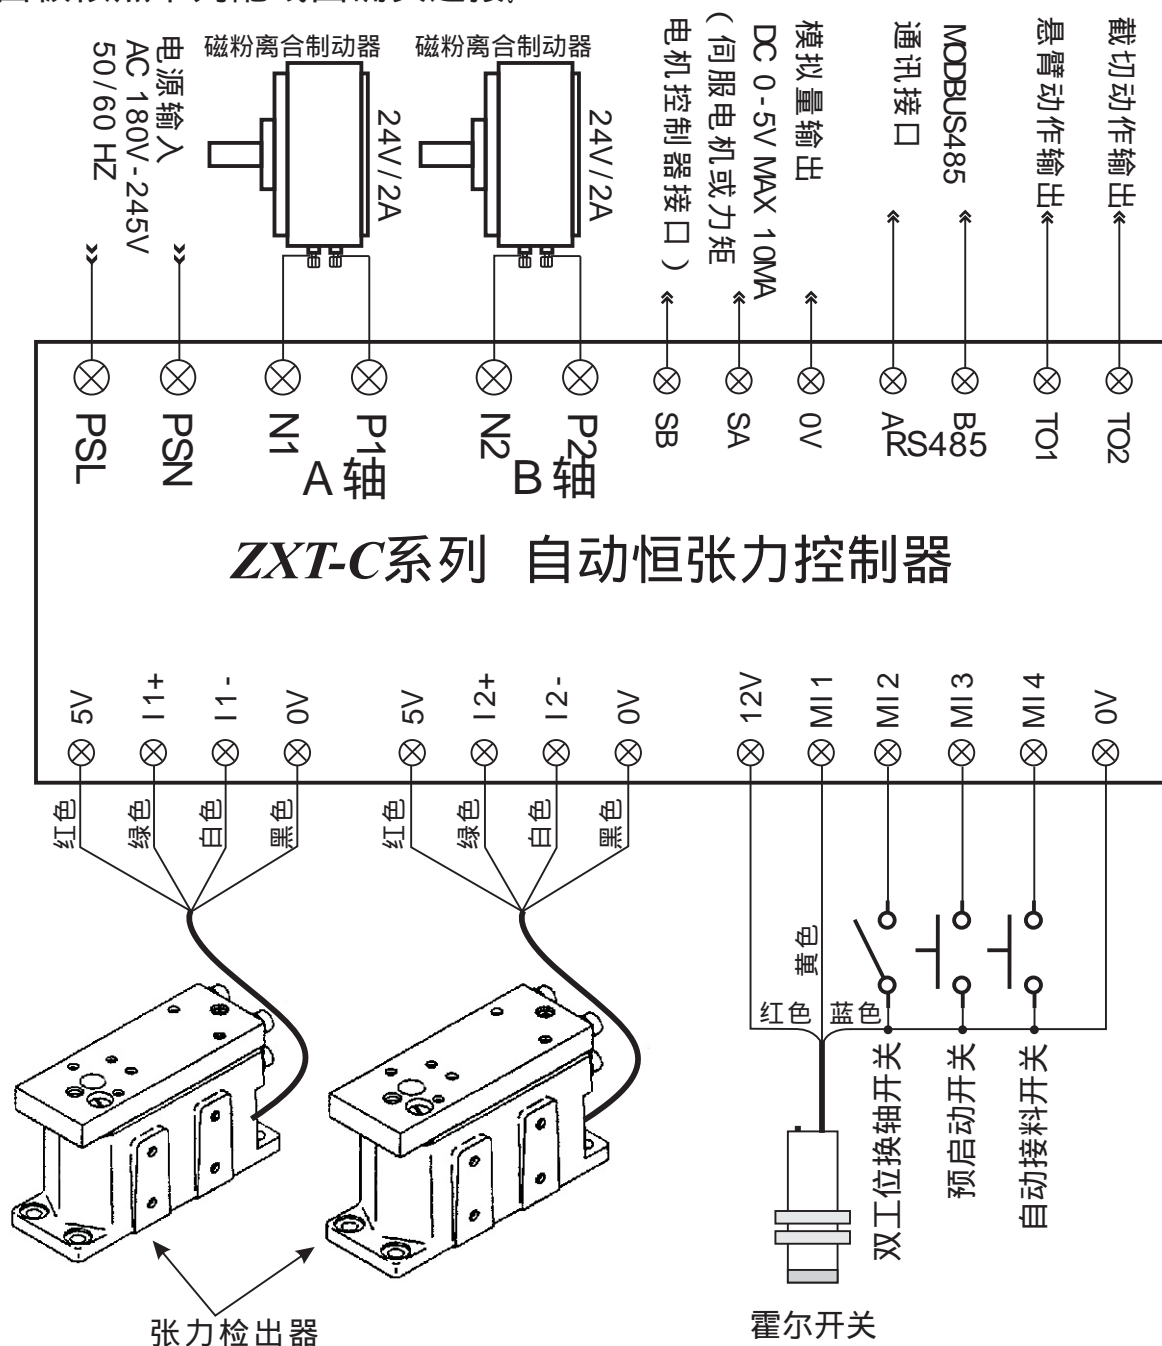 电源输入
AC 180V-245V
50/60 HZ
磁粉离合制动器
24V/2A
磁粉离合制动器
24V/2A
模拟量输出
DC 0-5V MAX 10MA
(伺服电机或力矩
电机控制器接口)
MODBUS485
通讯接口
悬臂动作输出
截切动作输出
PSL
PSN
N1
P1
N2
P2
SB
SA
0V
A
B
TO1
TO2
RS485
A 轴
B 轴
ZXT-C系列 自动恒张力控制器
5V
I1+
I1-
0V
5V
I2+
I2-
0V
12V
MI1
MI2
MI3
MI4
0V
红色
绿色
白色
黑色
红色
绿色
白色
黑色
黄色
红色
蓝色
双工位换轴开关
预启动开关
自动接料开关
张力检出器
霍尔开关